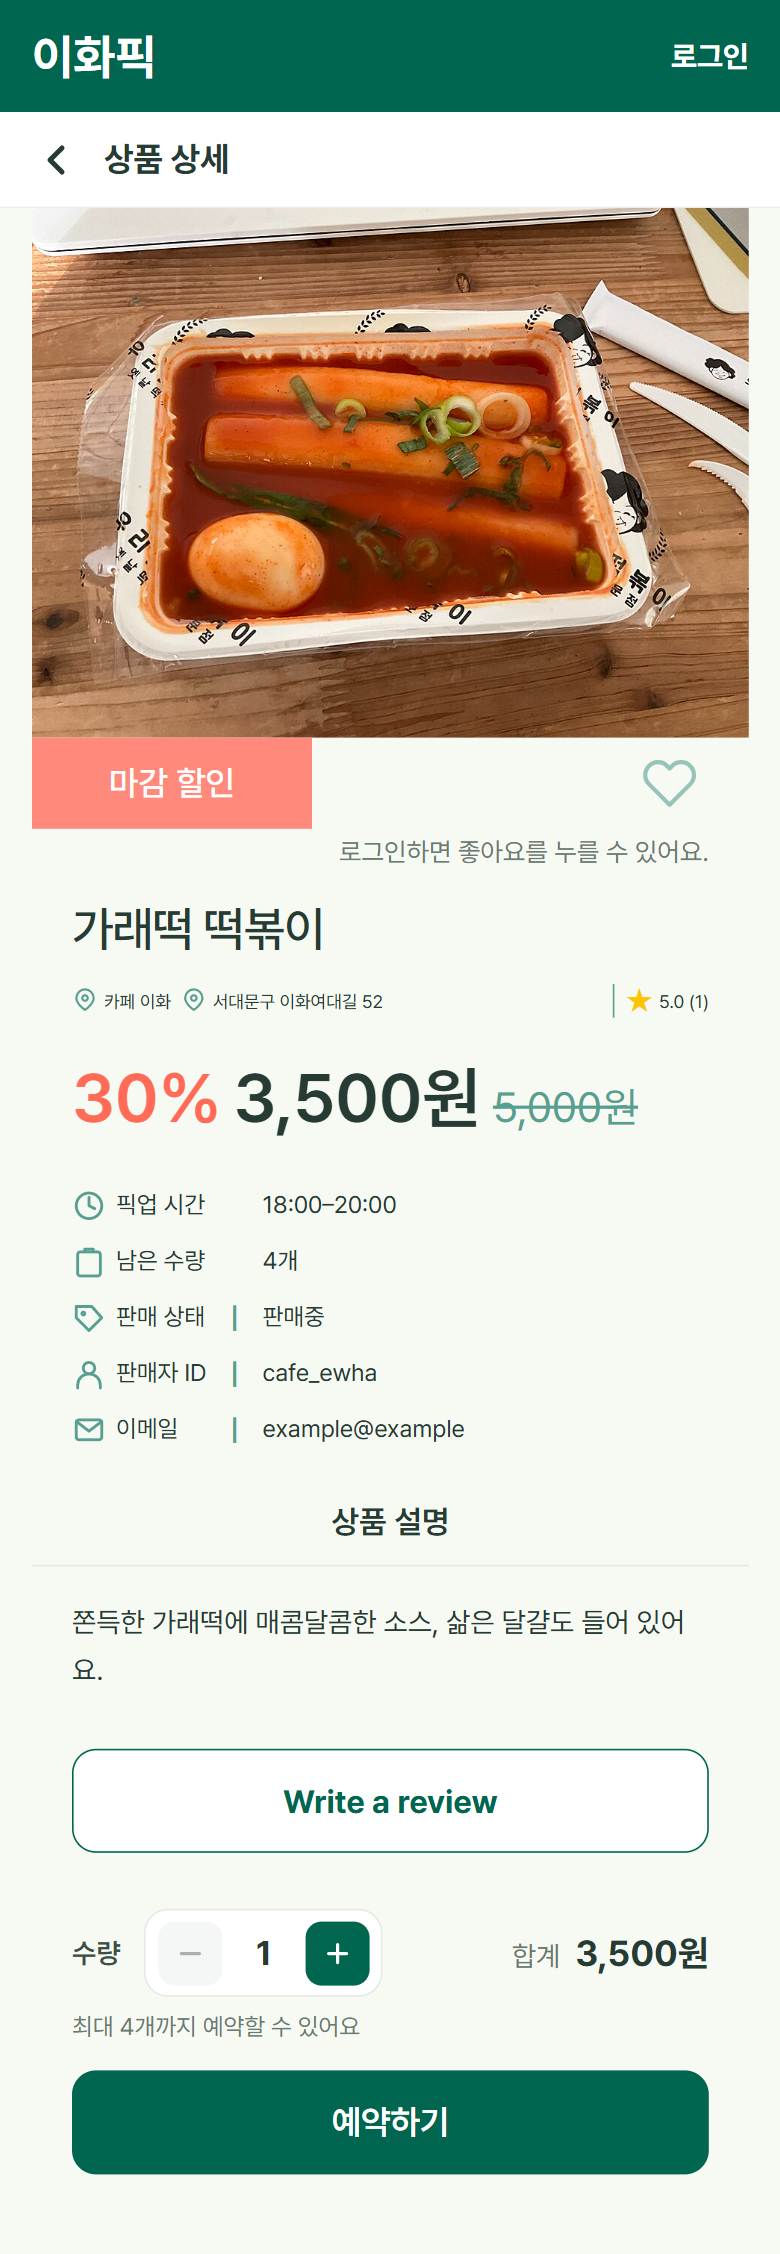 이화픽
로그인
상품 상세
마감 할인
로그인하면 좋아요를 누를 수 있어요.
가래떡 떡볶이
카페 이화 서대문구 이화여대길 52
5.0 (1)
30% 3,500원 5,000원
픽업 시간 18:00–20:00
남은 수량 4개
판매 상태 | 판매중
판매자 ID | cafe_ewha
이메일 | example@example
상품 설명
쫀득한 가래떡에 매콤달콤한 소스, 삶은 달걀도 들어 있어
요.
Write a review
수량 1 합계 3,500원
최대 4개까지 예약할 수 있어요
예약하기